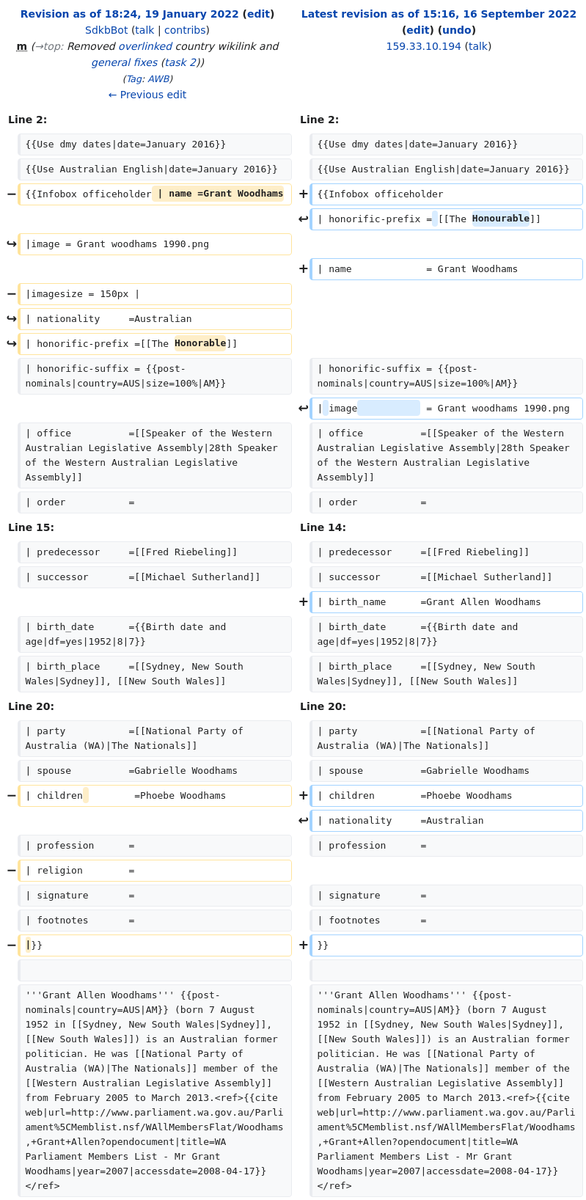 Revision as of 18:24, 19 January 2022 (edit)
SdkbBot (talk | contribs)
m (→top: Removed overlinked country wikilink and
general fixes (task 2))
(Tag: AWB)
← Previous edit
Latest revision as of 15:16, 16 September 2022
(edit) (undo)
159.33.10.194 (talk)
Line 2:
Line 2:
{{Use dmy dates|date=January 2016}}
{{Use dmy dates|date=January 2016}}
{{Use Australian English|date=January 2016}}
{{Use Australian English|date=January 2016}}
− {{Infobox officeholder | name =Grant Woodhams
+ {{Infobox officeholder
↩ | honorific-prefix = [[The Honourable]]
↪ |image = Grant woodhams 1990.png
+ | name            = Grant Woodhams
− |imagesize = 150px |
↪ | nationality     =Australian
↪ | honorific-prefix =[[The Honorable]]
| honorific-suffix = {{post-
nominals|country=AUS|size=100%|AM}}
| honorific-suffix = {{post-
nominals|country=AUS|size=100%|AM}}
↩ | image           = Grant woodhams 1990.png
| office          =[[Speaker of the Western
Australian Legislative Assembly|28th Speaker
of the Western Australian Legislative
Assembly]]
| office          =[[Speaker of the Western
Australian Legislative Assembly|28th Speaker
of the Western Australian Legislative
Assembly]]
| order           =
| order           =
Line 15:
Line 14:
| predecessor     =[[Fred Riebeling]]
| predecessor     =[[Fred Riebeling]]
| successor       =[[Michael Sutherland]]
| successor       =[[Michael Sutherland]]
+ | birth_name      =Grant Allen Woodhams
| birth_date      ={{Birth date and
age|df=yes|1952|8|7}}
| birth_date      ={{Birth date and
age|df=yes|1952|8|7}}
| birth_place     =[[Sydney, New South
Wales|Sydney]], [[New South Wales]]
| birth_place     =[[Sydney, New South
Wales|Sydney]], [[New South Wales]]
Line 20:
Line 20:
| party           =[[National Party of
Australia (WA)|The Nationals]]
| party           =[[National Party of
Australia (WA)|The Nationals]]
| spouse          =Gabrielle Woodhams
| spouse          =Gabrielle Woodhams
− | children         =Phoebe Woodhams
+ | children        =Phoebe Woodhams
↩ | nationality     =Australian
| profession      =
| profession      =
− | religion        =
| signature       =
| signature       =
| footnotes       =
| footnotes       =
− |}}
+ }}
'''Grant Allen Woodhams''' {{post-
nominals|country=AUS|AM}} (born 7 August
1952 in [[Sydney, New South Wales|Sydney]],
[[New South Wales]]) is an Australian former
politician. He was [[National Party of
Australia (WA)|The Nationals]] member of the
[[Western Australian Legislative Assembly]]
from February 2005 to March 2013.<ref>{{cite
web|url=http://www.parliament.wa.gov.au/Parli
ament%5CMemblist.nsf/WAllMembersFlat/Woodhams
,+Grant+Allen?opendocument|title=WA
Parliament Members List - Mr Grant
Woodhams|year=2007|accessdate=2008-04-17}}
</ref>
'''Grant Allen Woodhams''' {{post-
nominals|country=AUS|AM}} (born 7 August
1952 in [[Sydney, New South Wales|Sydney]],
[[New South Wales]]) is an Australian former
politician. He was [[National Party of
Australia (WA)|The Nationals]] member of the
[[Western Australian Legislative Assembly]]
from February 2005 to March 2013.<ref>{{cite
web|url=http://www.parliament.wa.gov.au/Parli
ament%5CMemblist.nsf/WAllMembersFlat/Woodhams
,+Grant+Allen?opendocument|title=WA
Parliament Members List - Mr Grant
Woodhams|year=2007|accessdate=2008-04-17}}
</ref>